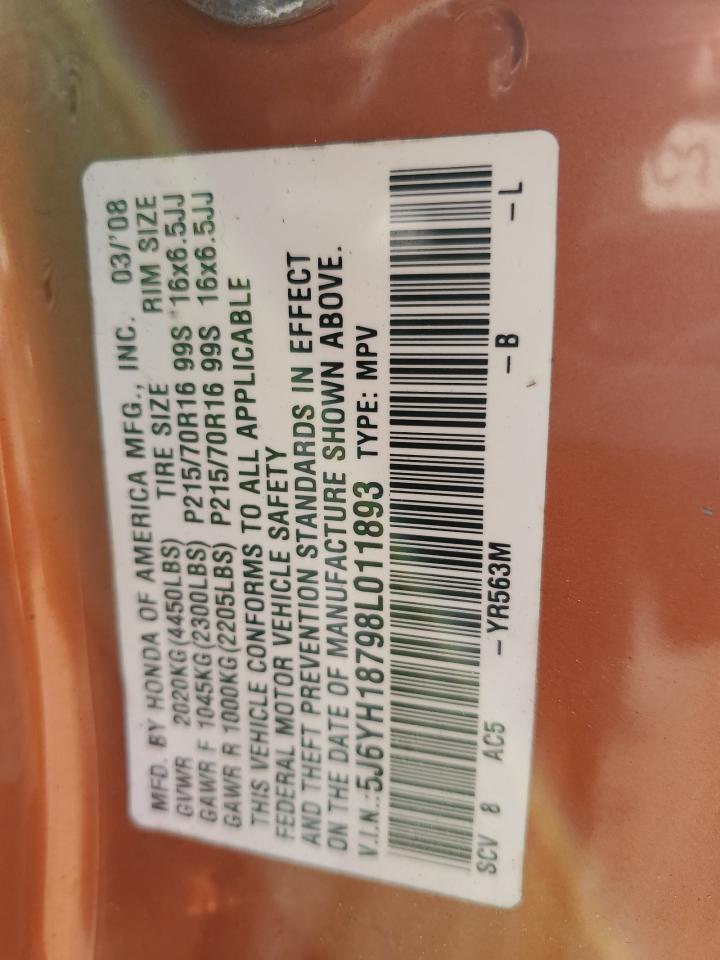 MFD. BY HONDA OF AMERICA MFG., INC. 03/'08
GVWR 2020KG(4450LBS) TIRE SIZE RIM SIZE
GAWR F 1045KG(2300LBS) P215/70R16 99S 16x6.5JJ
GAWR R 1000KG(2205LBS) P215/70R16 99S 16x6.5JJ
THIS VEHICLE CONFORMS TO ALL APPLICABLE
FEDERAL MOTOR VEHICLE SAFETY
AND THEFT PREVENTION STANDARDS IN EFFECT
ON THE DATE OF MANUFACTURE SHOWN ABOVE.
V.I.N.:5J6YH18798L011893 TYPE: MPV
SCV 8 AC5 –YR563M –B –L